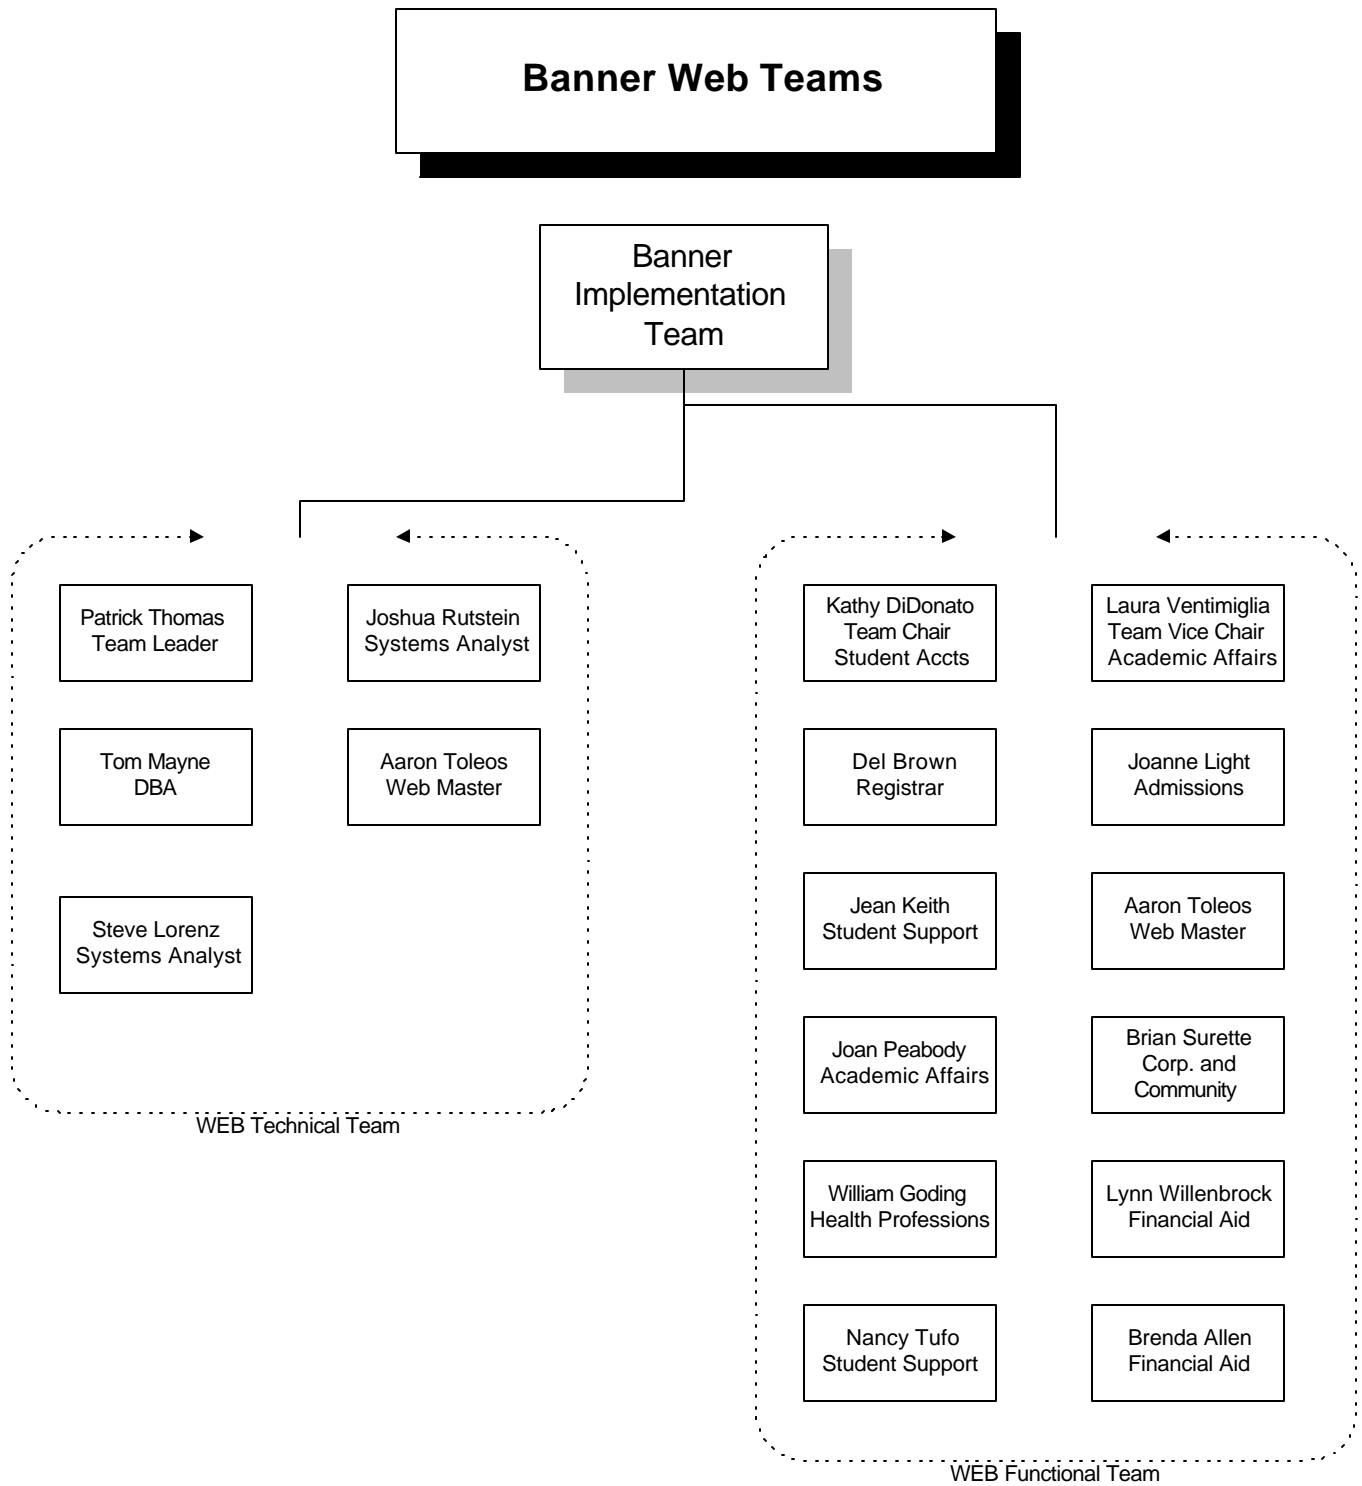 Banner Web Teams
Banner
Implementation
Team
Patrick Thomas
Team Leader
Joshua Rutstein
Systems Analyst
Tom Mayne
DBA
Aaron Toleos
Web Master
Steve Lorenz
Systems Analyst
WEB Technical Team
Kathy DiDonato
Team Chair
Student Accts
Laura Ventimiglia
Team Vice Chair
Academic Affairs
Del Brown
Registrar
Joanne Light
Admissions
Jean Keith
Student Support
Aaron Toleos
Web Master
Joan Peabody
Academic Affairs
Brian Surette
Corp. and
Community
William Goding
Health Professions
Lynn Willenbrock
Financial Aid
Nancy Tufo
Student Support
Brenda Allen
Financial Aid
WEB Functional Team